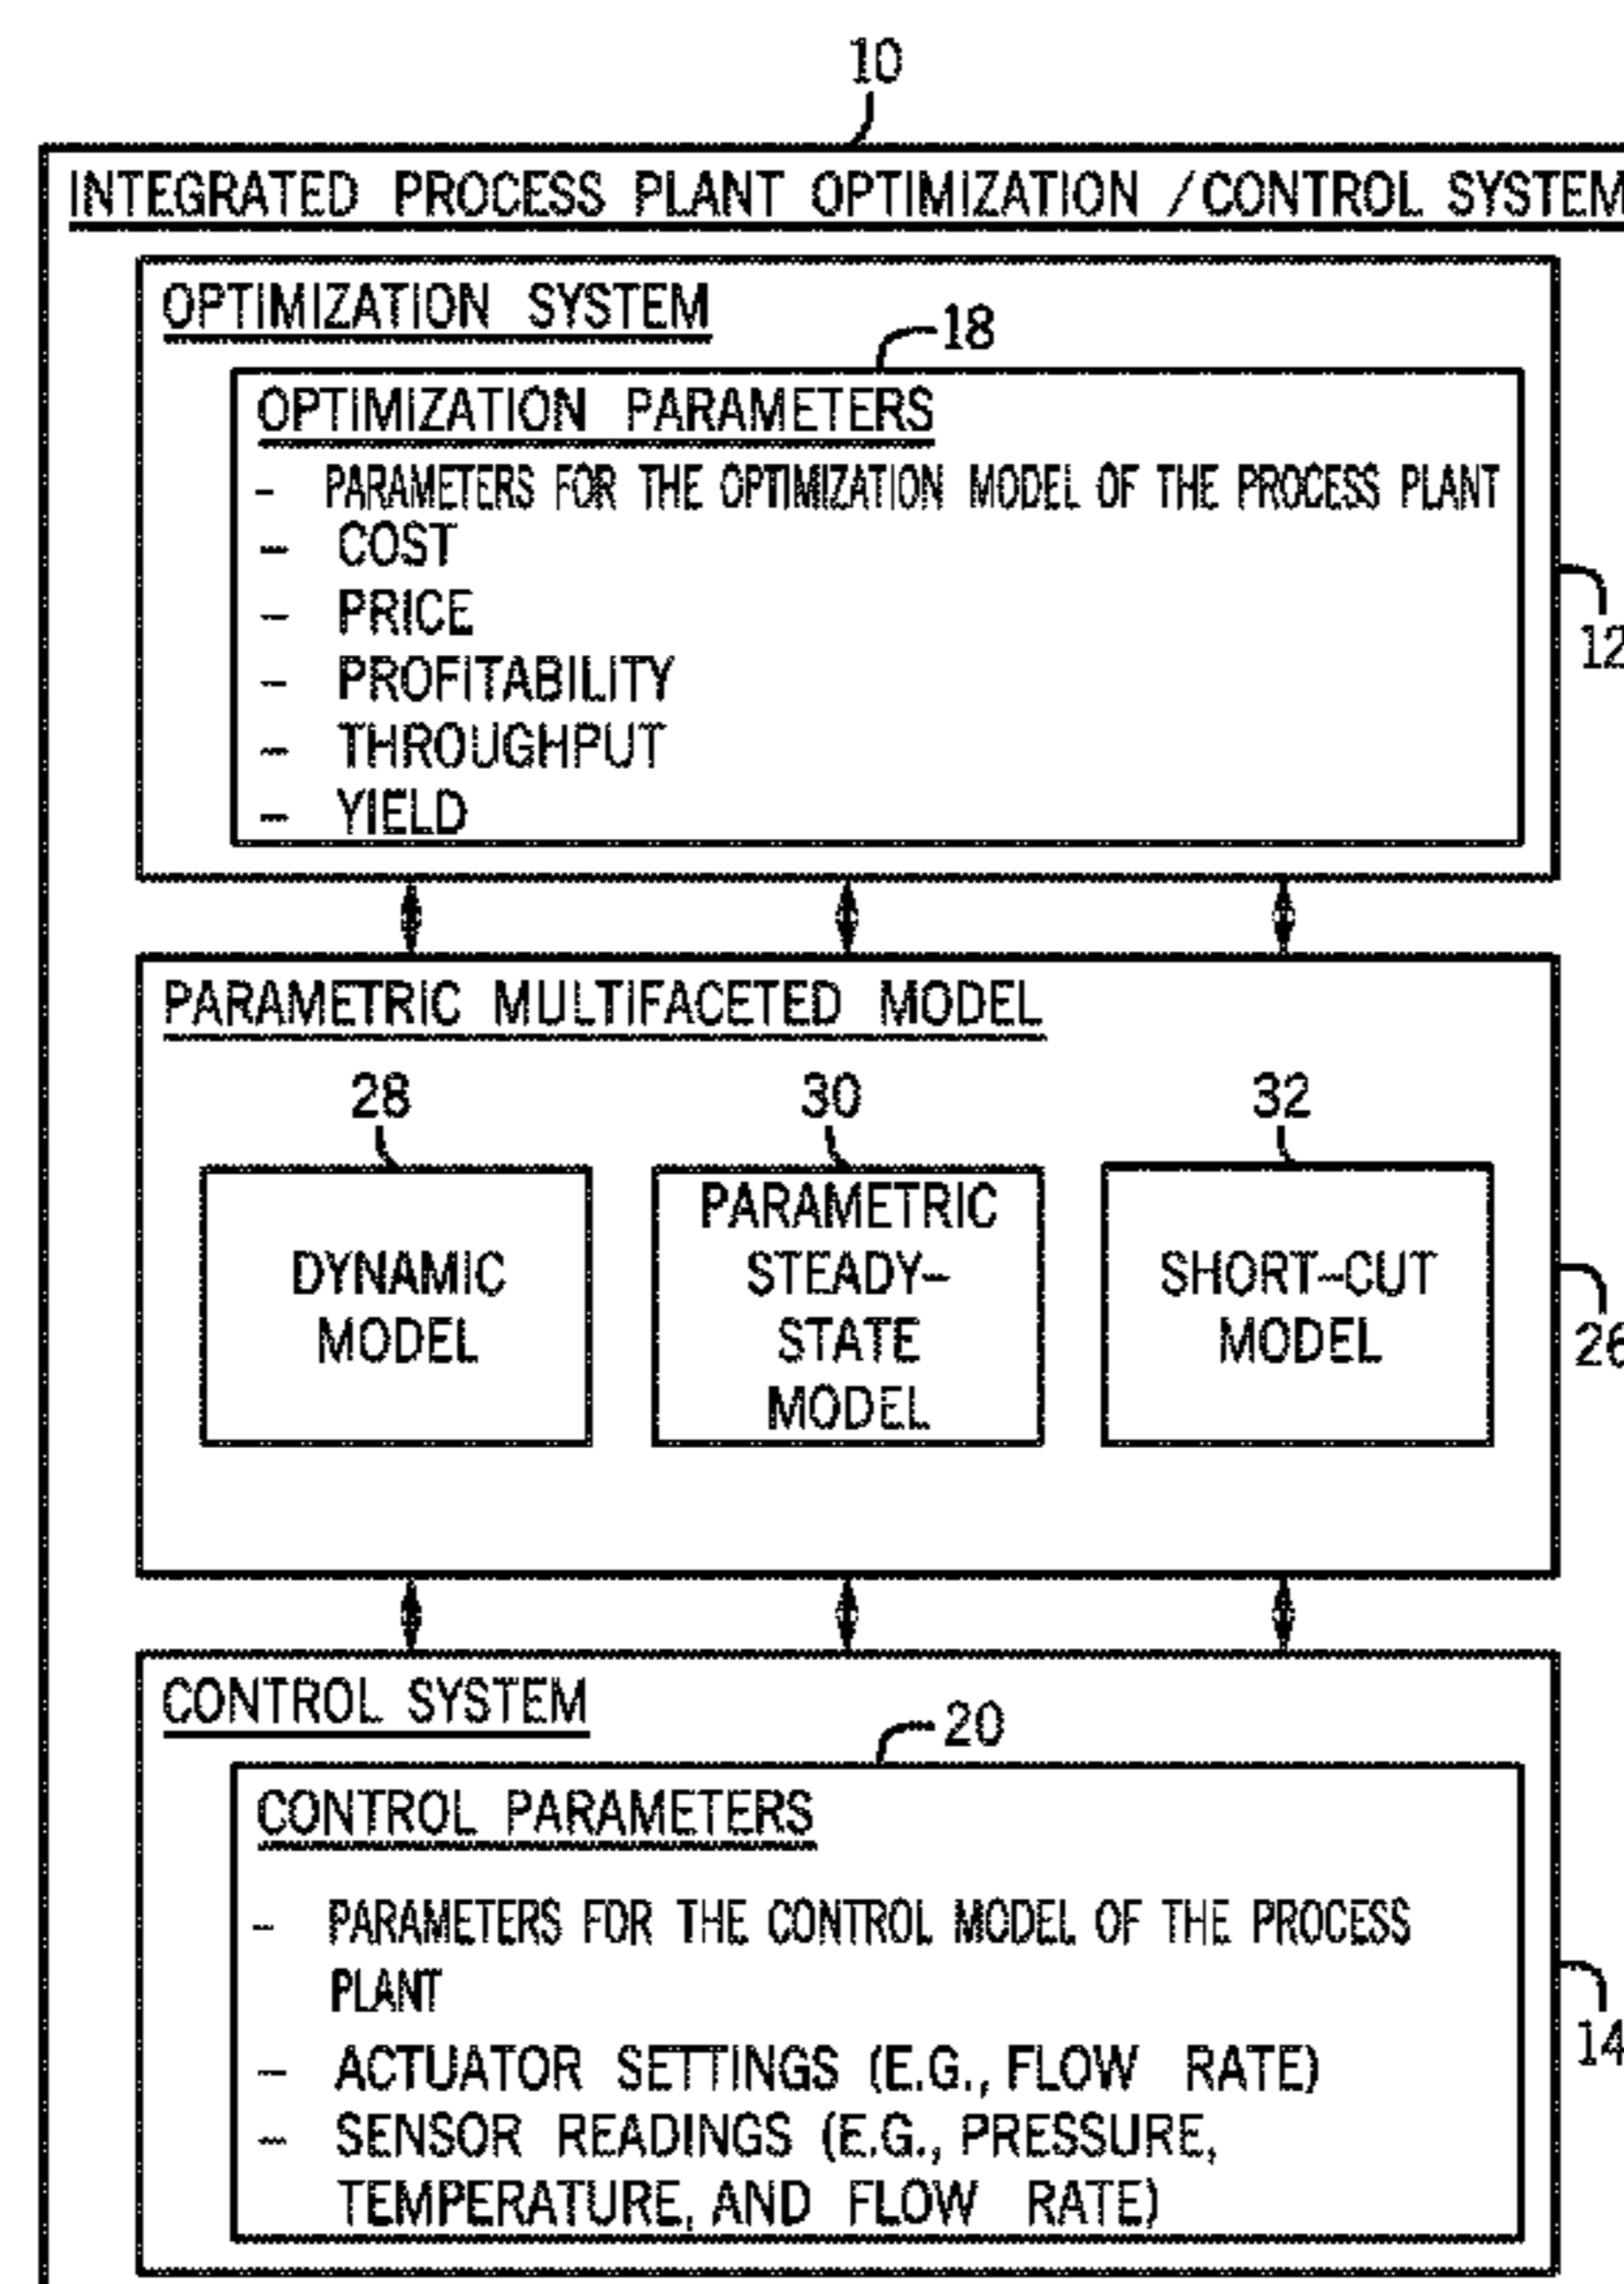 10
INTEGRATED PROCESS PLANT OPTIMIZATION /CONTROL SYSTEM
OPTIMIZATION SYSTEM
18
OPTIMIZATION PARAMETERS
- PARAMETERS FOR THE OPTIMIZATION MODEL OF THE PROCESS PLANT
- COST
- PRICE
- PROFITABILITY
- THROUGHPUT
- YIELD
12
PARAMETRIC MULTIFACETED MODEL
28
30
32
DYNAMIC
MODEL
PARAMETRIC
STEADY-
STATE
MODEL
SHORT-CUT
MODEL
26
CONTROL SYSTEM
20
CONTROL PARAMETERS
- PARAMETERS FOR THE CONTROL MODEL OF THE PROCESS
PLANT
- ACTUATOR SETTINGS (E.G., FLOW RATE)
- SENSOR READINGS (E.G., PRESSURE,
TEMPERATURE, AND FLOW RATE)
14